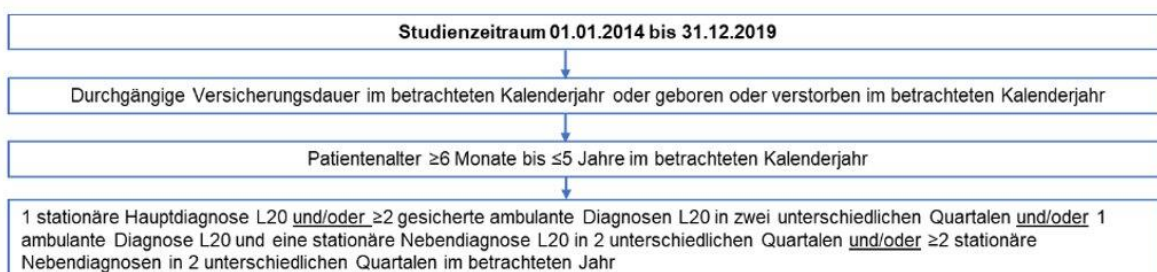 Studienzeitraum 01.01.2014 bis 31.12.2019
Durchgängige Versicherungsdauer im betrachteten Kalenderjahr oder geboren oder verstorben im betrachteten Kalenderjahr
Patientenalter ≥6 Monate bis ≤5 Jahre im betrachteten Kalenderjahr
1 stationäre Hauptdiagnose L20 und/oder ≥2 gesicherte ambulante Diagnosen L20 in zwei unterschiedlichen Quartalen und/oder 1
ambulante Diagnose L20 und eine stationäre Nebendiagnose L20 in 2 unterschiedlichen Quartalen und/oder ≥2 stationäre
Nebendiagnosen in 2 unterschiedlichen Quartalen im betrachteten Jahr